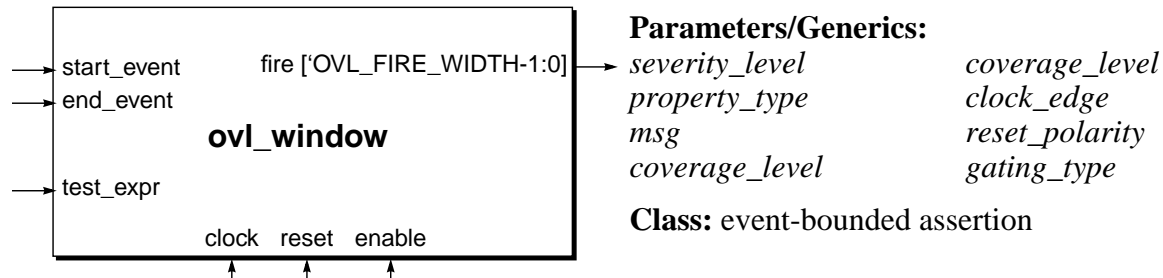 start_event fire [‘OVL_FIRE_WIDTH-1:0]
end_event
ovl_window
test_expr
clock reset enable
Parameters/Generics:
severity_level coverage_level
property_type clock_edge
msg reset_polarity
coverage_level gating_type
Class: event-bounded assertion